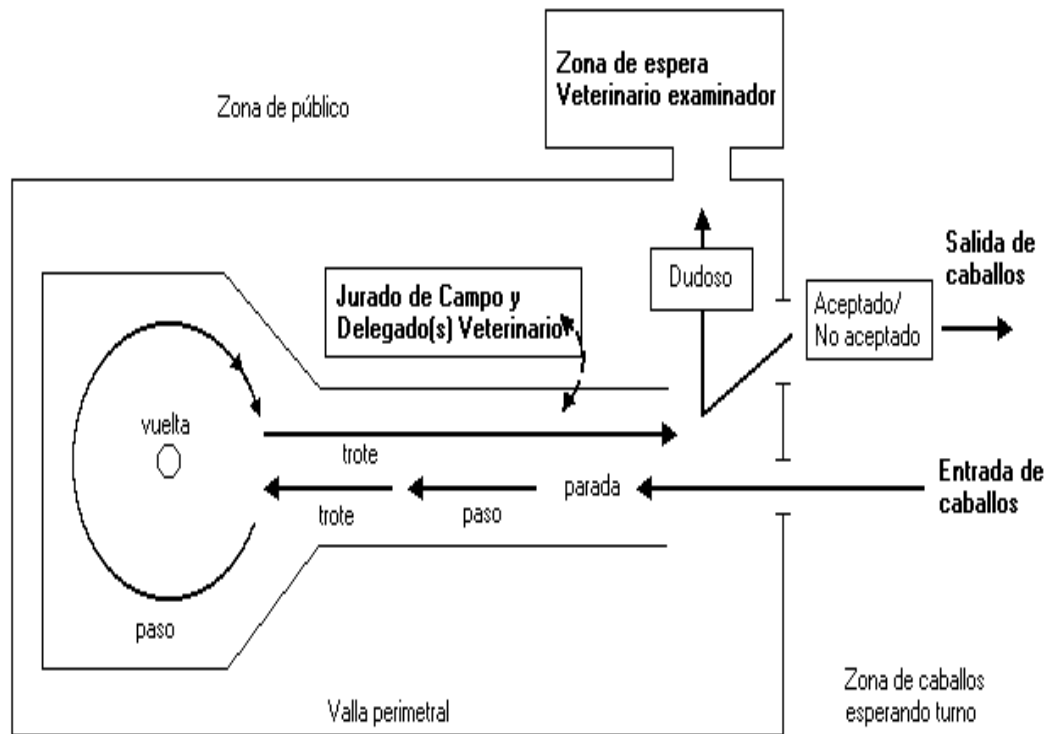 Zona de espera
Veterinario examinador
Zona de público
Salida de
caballos
Dudoso
Jurado de Campo y
Delegado(s) Veterinario
Aceptado/
No aceptado
vuelta
trote
Entrada de
caballos
parada
trote
paso
paso
Zona de caballos
esperando turno
Valla perimetral